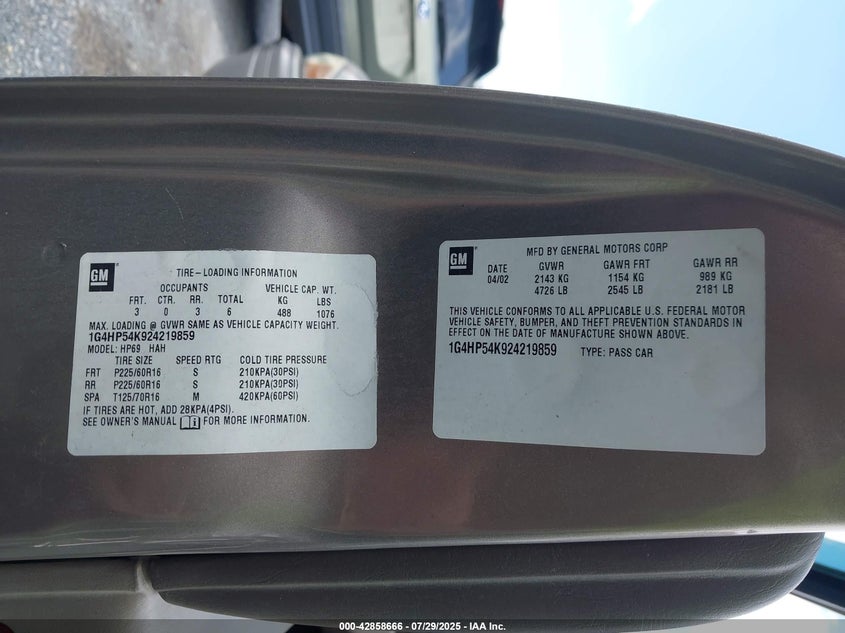 GM
TIRE-LOADING INFORMATION
OCCUPANTS VEHICLE CAP. WT.
FRT. CTR. RR. TOTAL KG LBS
3 0 3 6 488 1076
MAX. LOADING @ GVWR SAME AS VEHICLE CAPACITY WEIGHT.
1G4HP54K924219859
MODEL: HP69 HAH
TIRE SIZE SPEED RTG COLD TIRE PRESSURE
FRT P225/60R16 S 210KPA(30PSI)
RR P225/60R16 S 210KPA(30PSI)
SPA T125/70R16 M 420KPA(60PSI)
IF TIRES ARE HOT, ADD 28KPA(4PSI).
SEE OWNER'S MANUAL FOR MORE INFORMATION.
GM
MFD BY GENERAL MOTORS CORP
DATE GVWR GAWR FRT GAWR RR
04/02 2143 KG 1154 KG 989 KG
4726 LB 2545 LB 2181 LB
THIS VEHICLE CONFORMS TO ALL APPLICABLE U.S. FEDERAL MOTOR
VEHICLE SAFETY, BUMPER, AND THEFT PREVENTION STANDARDS IN
EFFECT ON THE DATE OF MANUFACTURE SHOWN ABOVE.
1G4HP54K924219859 TYPE: PASS CAR
000-42858666 - 07/29/2025 - IAA Inc.